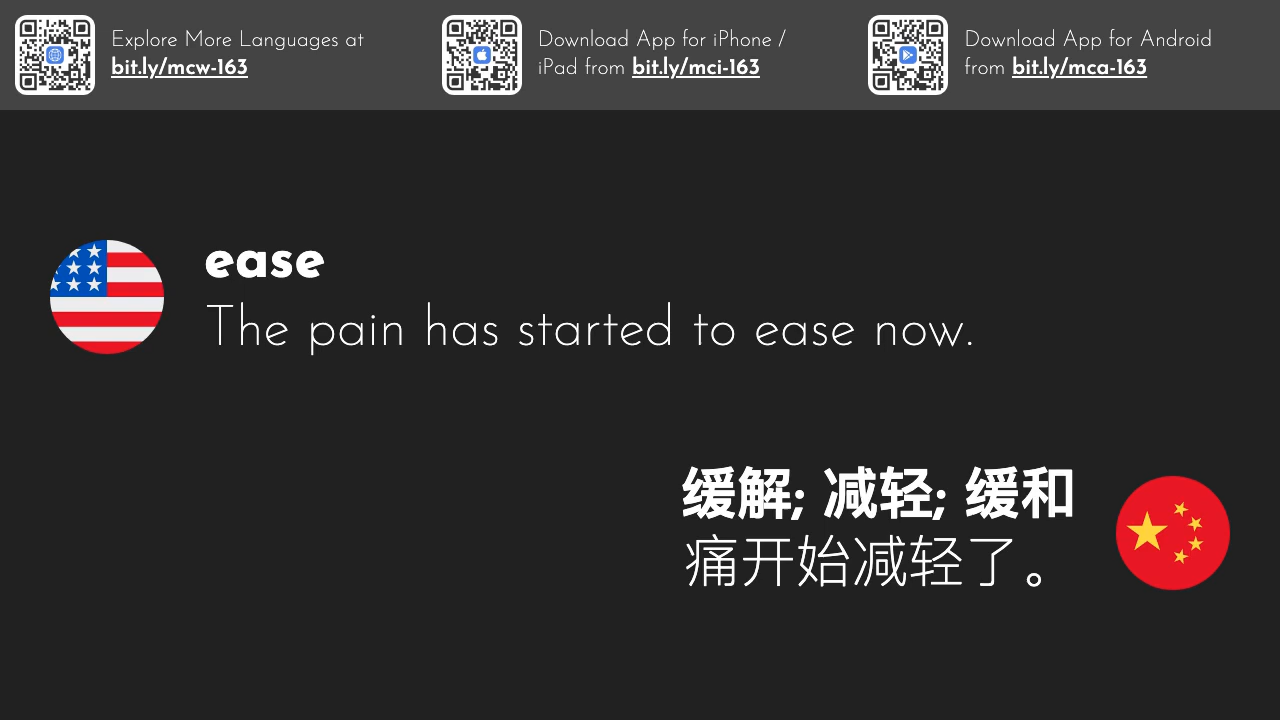 Explore More Languages at
bit.ly/mcw-163
Download App for iPhone /
iPad from bit.ly/mci-163
Download App for Android
from bit.ly/mca-163
ease
The pain has started to ease now.
缓解; 减轻; 缓和
痛开始减轻了。